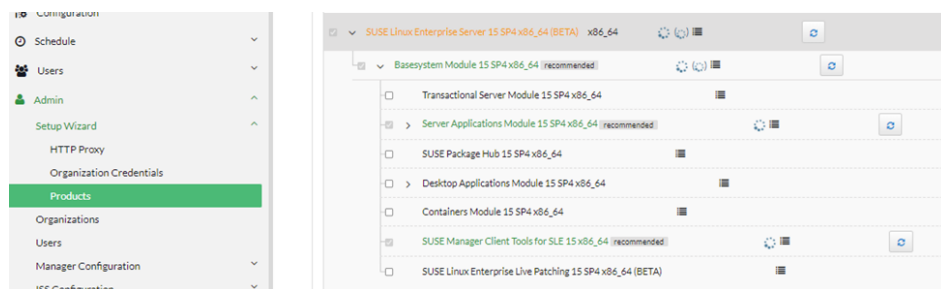 Configuration
Schedule
Users
Admin
Setup Wizard
HTTP Proxy
Organization Credentials
Products
Organizations
Users
Manager Configuration
ISS Configuration
SUSE Linux Enterprise Server 15 SP4 x86_64 (BETA) x86_64
Basesystem Module 15 SP4 x86_64 recommended
Transactional Server Module 15 SP4 x86_64
Server Applications Module 15 SP4 x86_64 recommended
SUSE Package Hub 15 SP4 x86_64
Desktop Applications Module 15 SP4 x86_64
Containers Module 15 SP4 x86_64
SUSE Manager Client Tools for SLE 15 x86_64 recommended
SUSE Linux Enterprise Live Patching 15 SP4 x86_64 (BETA)